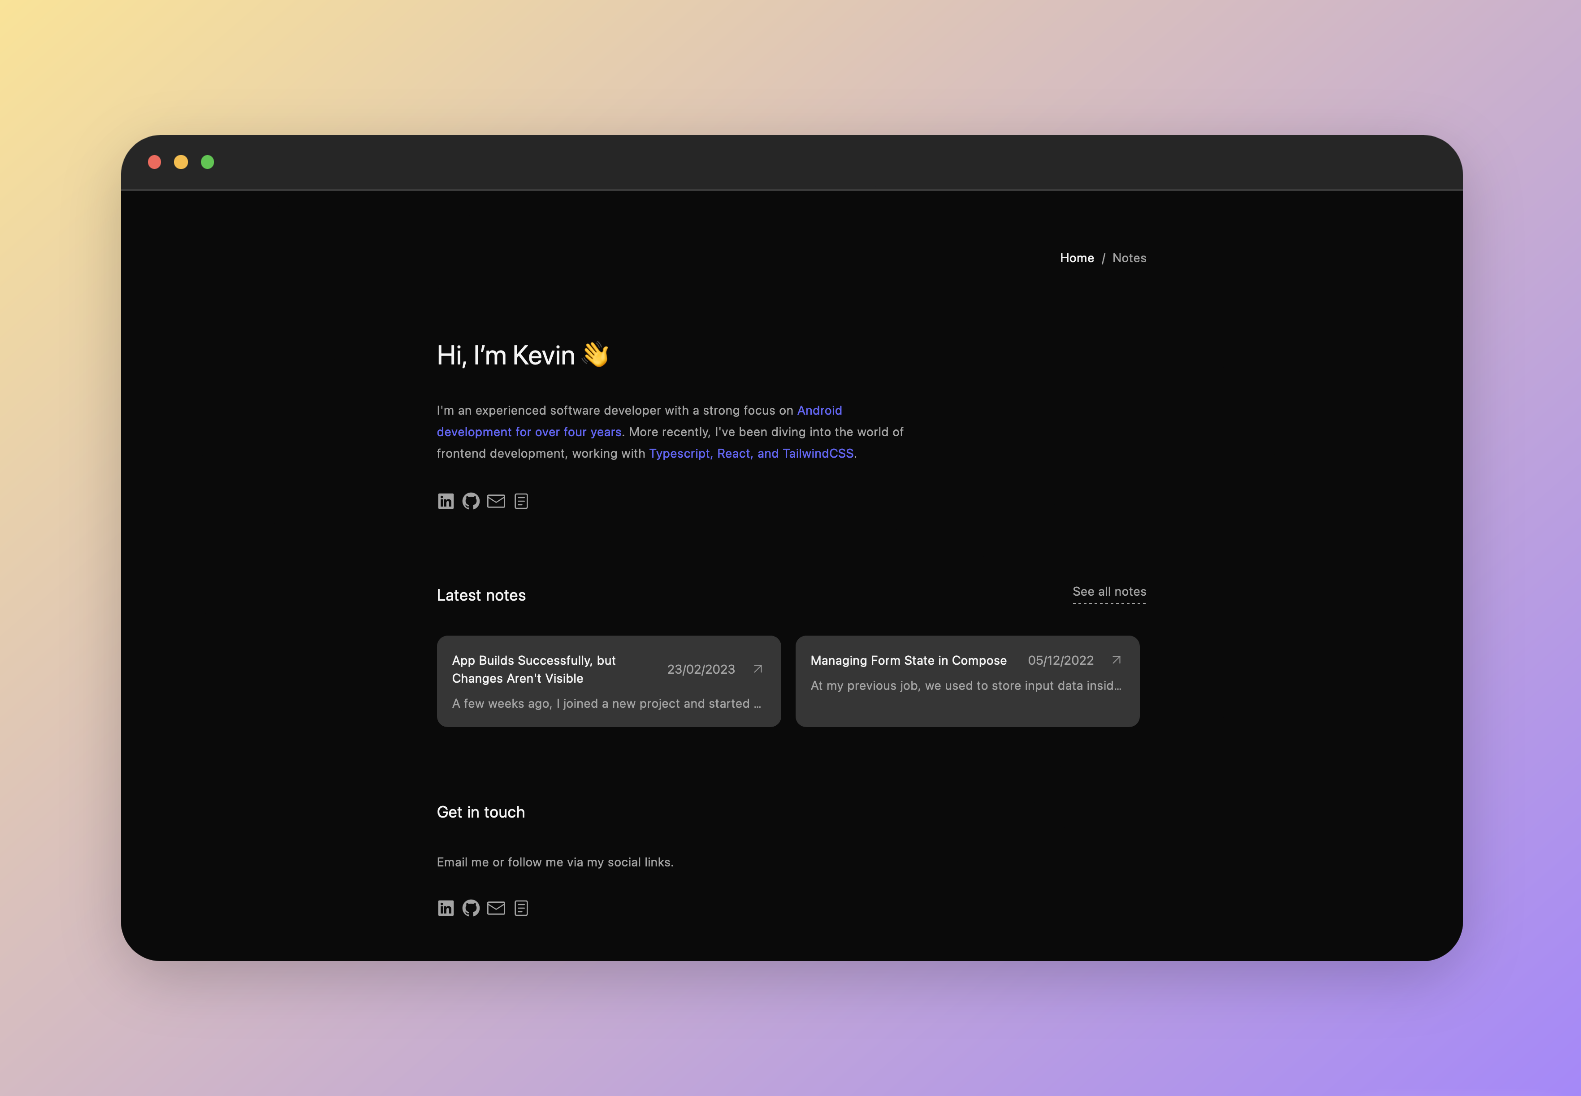 Home / Notes
Hi, I’m Kevin 👋
I'm an experienced software developer with a strong focus on Android
development for over four years. More recently, I've been diving into the world of
frontend development, working with Typescript, React, and TailwindCSS.
Latest notes
See all notes
App Builds Successfully, but
Changes Aren't Visible
23/02/2023
A few weeks ago, I joined a new project and started ...
Managing Form State in Compose
05/12/2022
At my previous job, we used to store input data insid...
Get in touch
Email me or follow me via my social links.